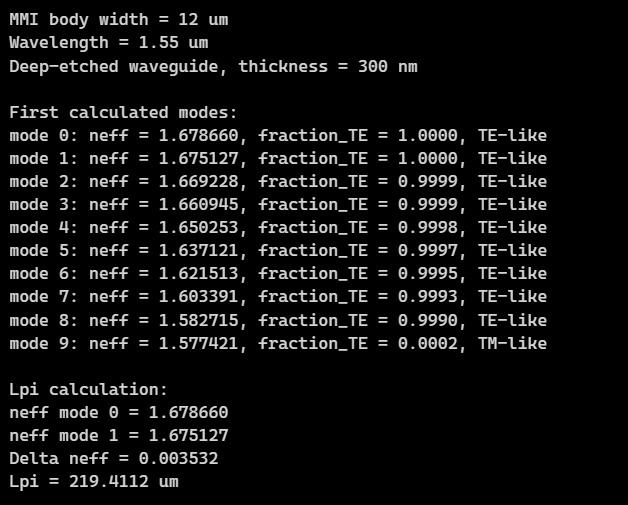 MMI body width = 12 um
Wavelength = 1.55 um
Deep-etched waveguide, thickness = 300 nm
First calculated modes:
mode 0: neff = 1.678660, fraction_TE = 1.0000, TE-like
mode 1: neff = 1.675127, fraction_TE = 1.0000, TE-like
mode 2: neff = 1.669228, fraction_TE = 0.9999, TE-like
mode 3: neff = 1.660945, fraction_TE = 0.9999, TE-like
mode 4: neff = 1.650253, fraction_TE = 0.9998, TE-like
mode 5: neff = 1.637121, fraction_TE = 0.9997, TE-like
mode 6: neff = 1.621513, fraction_TE = 0.9995, TE-like
mode 7: neff = 1.603391, fraction_TE = 0.9993, TE-like
mode 8: neff = 1.582715, fraction_TE = 0.9990, TE-like
mode 9: neff = 1.577421, fraction_TE = 0.0002, TM-like
Lpi calculation:
neff mode 0 = 1.678660
neff mode 1 = 1.675127
Delta neff = 0.003532
Lpi = 219.4112 um